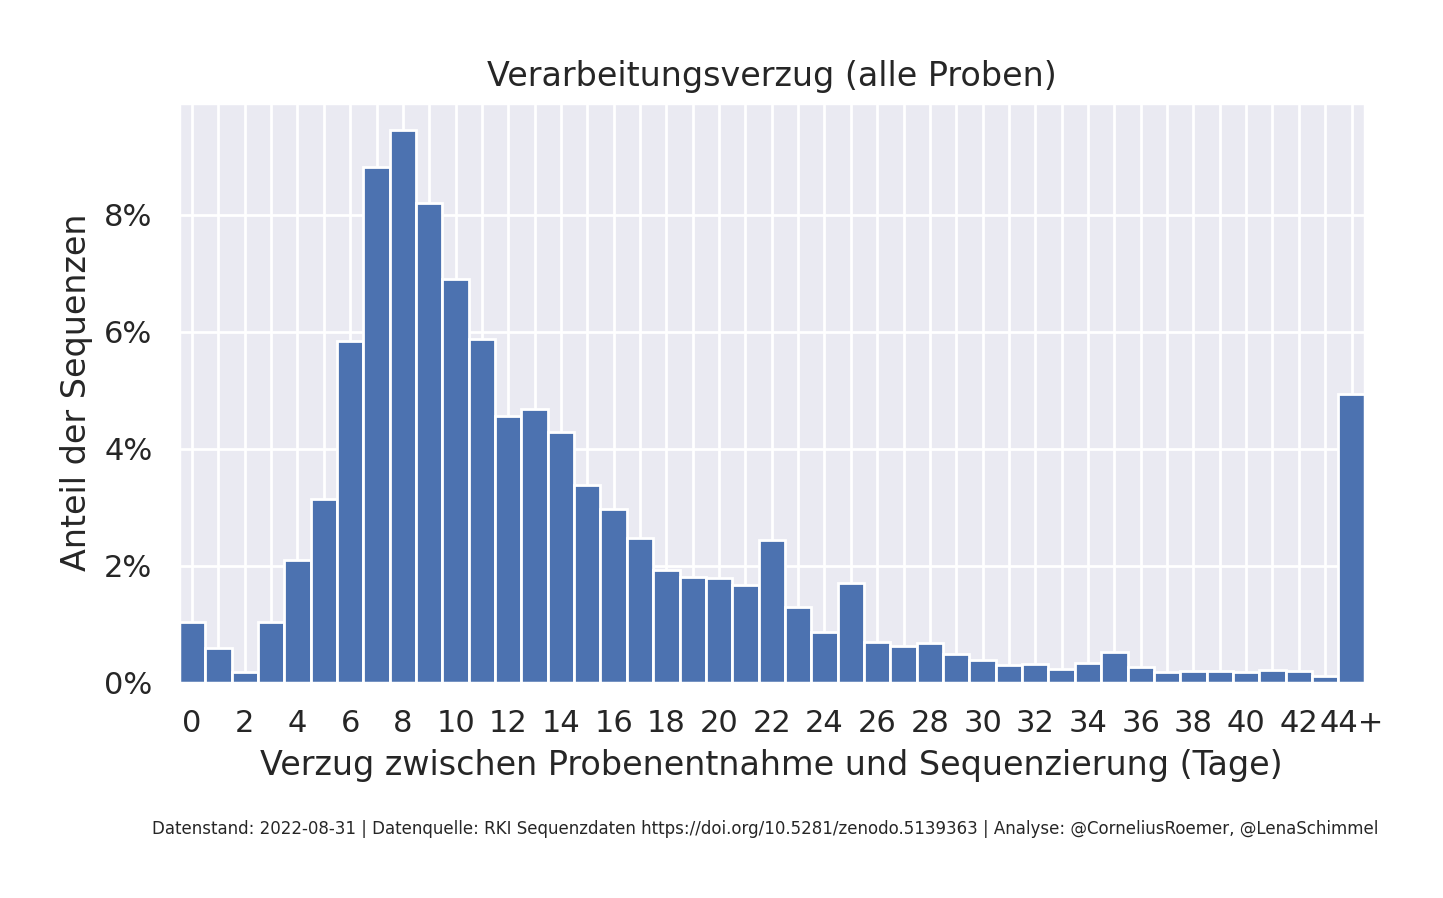 Verarbeitungsverzug (alle Proben)
Anteil der Sequenzen
8%
6%
4%
2%
0%
0 2 4 6 8 10 12 14 16 18 20 22 24 26 28 30 32 34 36 38 40 42 44+
Verzug zwischen Probenentnahme und Sequenzierung (Tage)
Datenstand: 2022-08-31 | Datenquelle: RKI Sequenzdaten https://doi.org/10.5281/zenodo.5139363 | Analyse: @CorneliusRoemer, @LenaSchimmel